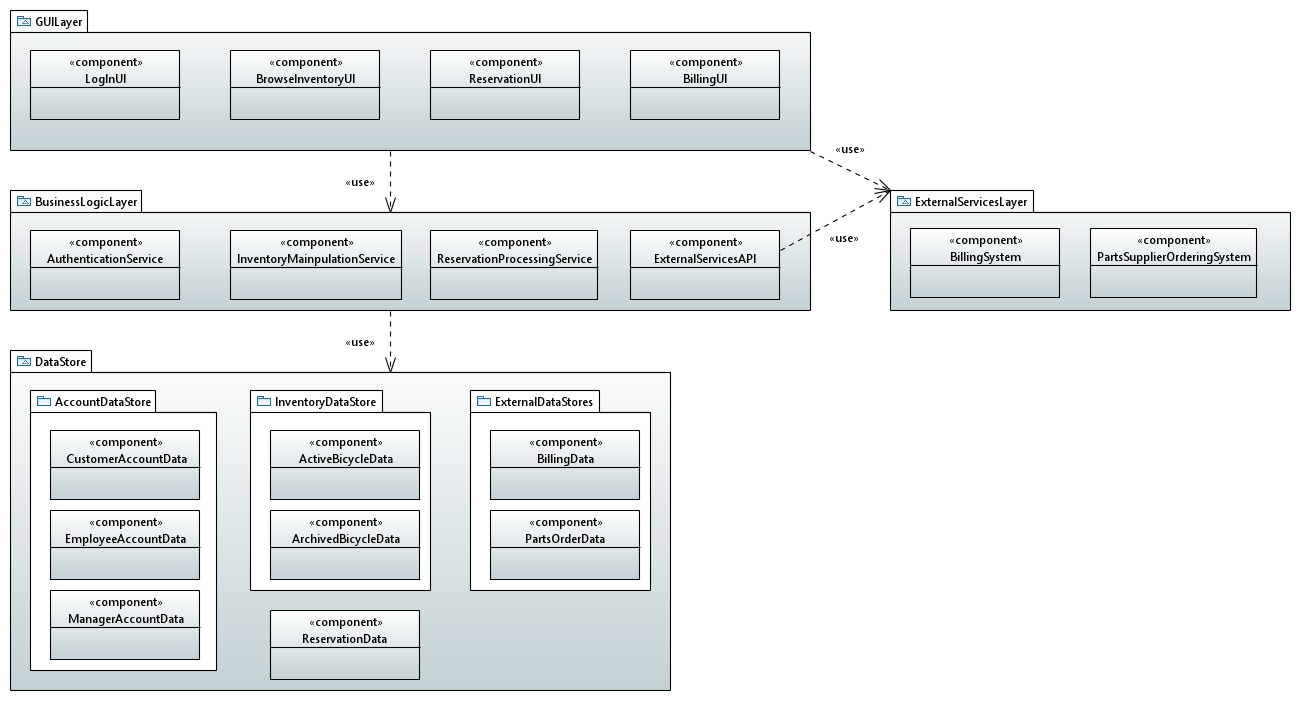 GUILayer
«component»
LogInUI
«component»
BrowseInventoryUI
«component»
ReservationUI
«component»
BillingUI
«use»
«use»
BusinessLogicLayer
«component»
AuthenticationService
«component»
InventoryMainpulationService
«component»
ReservationProcessingService
«component»
ExternalServicesAPI
«use»
ExternalServicesLayer
«component»
BillingSystem
«component»
PartsSupplierOrderingSystem
«use»
DataStore
AccountDataStore
«component»
CustomerAccountData
«component»
EmployeeAccountData
«component»
ManagerAccountData
InventoryDataStore
«component»
ActiveBicycleData
«component»
ArchivedBicycleData
«component»
ReservationData
ExternalDataStores
«component»
BillingData
«component»
PartsOrderData